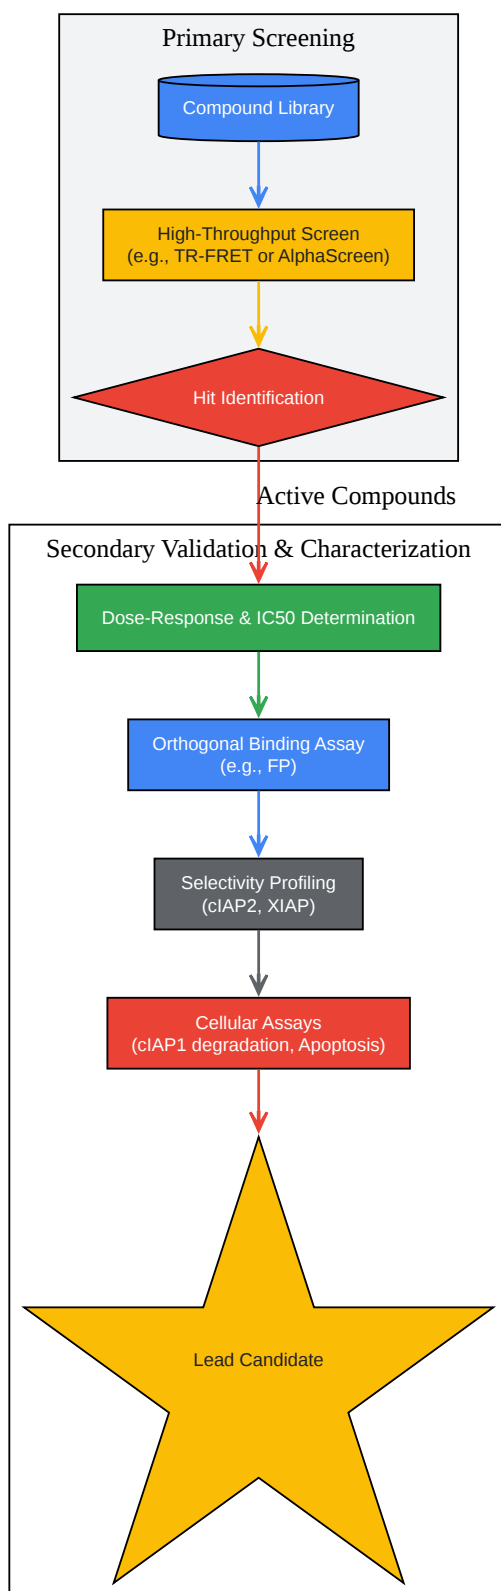 Primary Screening
Compound Library
High-Throughput Screen
(e.g., TR-FRET or AlphaScreen)
Hit Identification
Active Compounds
Secondary Validation & Characterization
Dose-Response & IC50 Determination
Orthogonal Binding Assay
(e.g., FP)
Selectivity Profiling
(cIAP2, XIAP)
Cellular Assays
(cIAP1 degradation, Apoptosis)
Lead Candidate